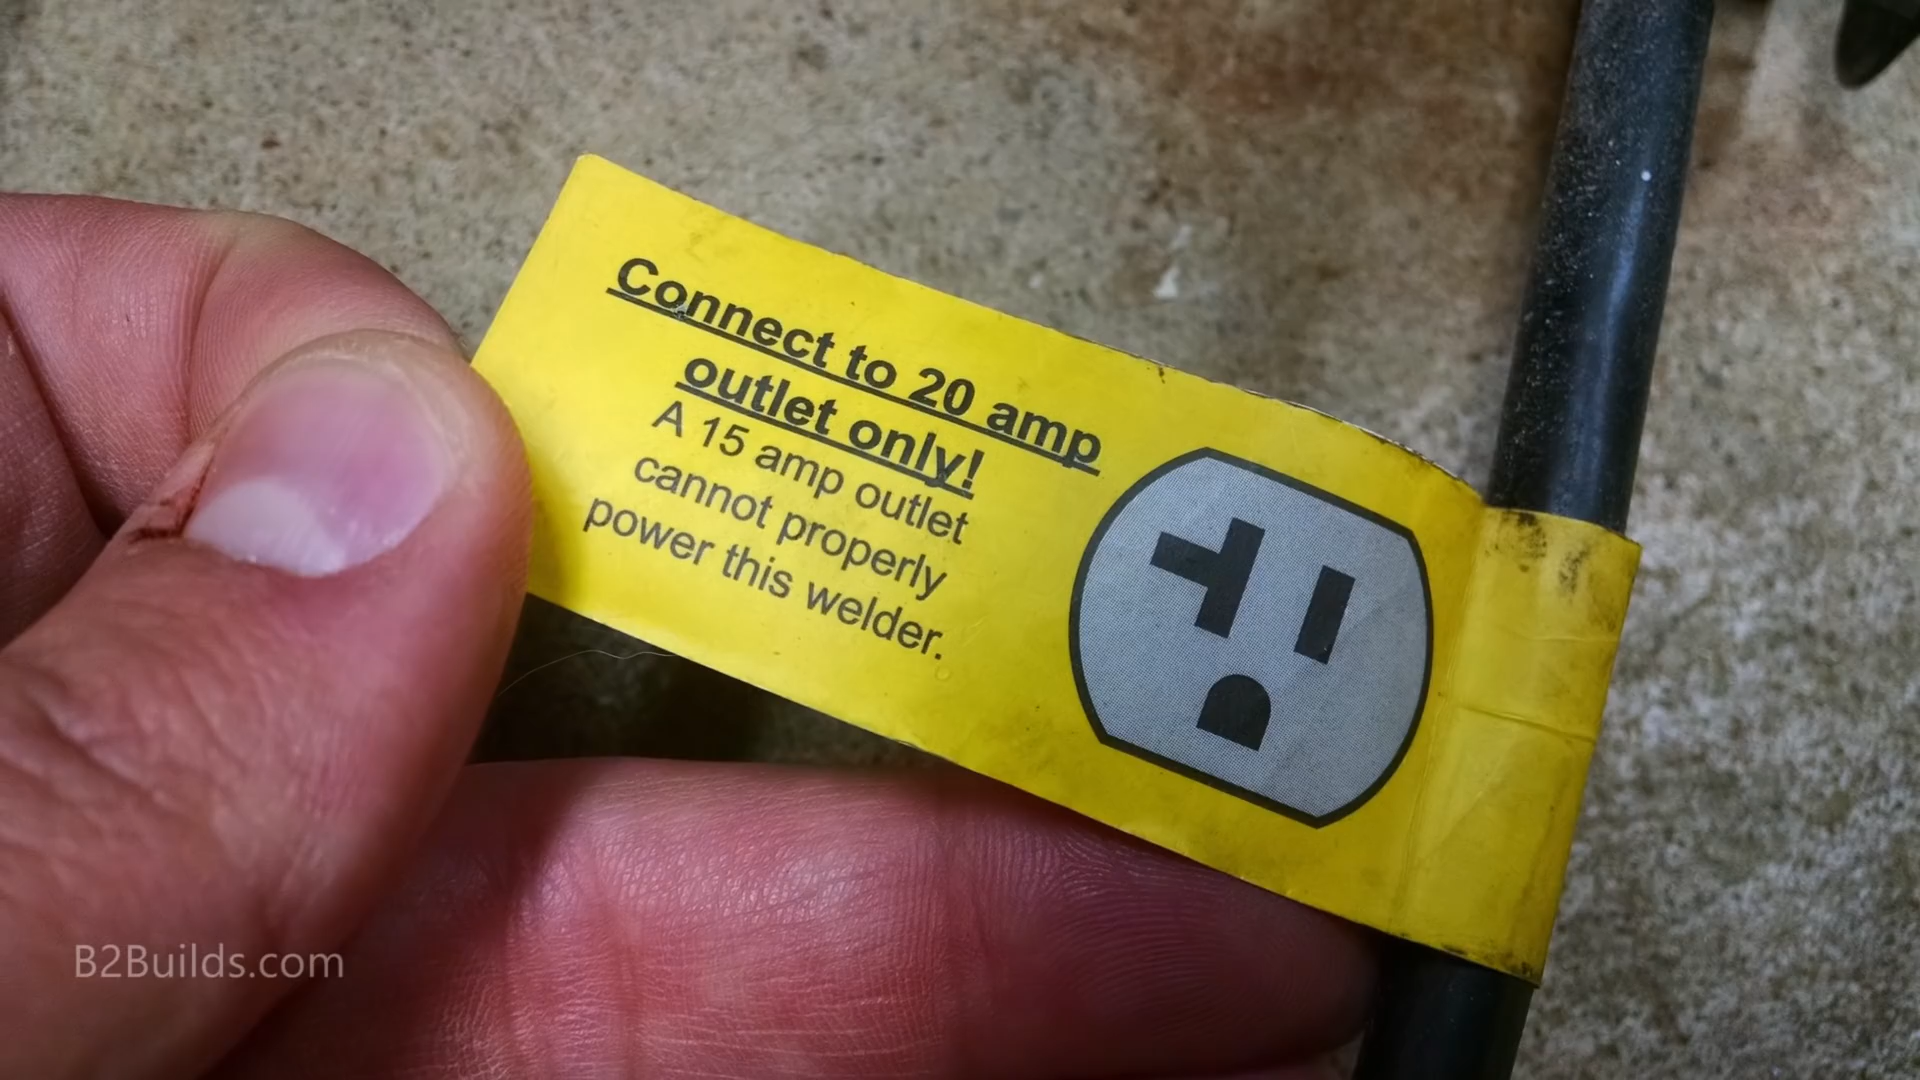 Connect to 20 amp
outlet only!
A 15 amp outlet
cannot properly
power this welder.
B2Builds.com